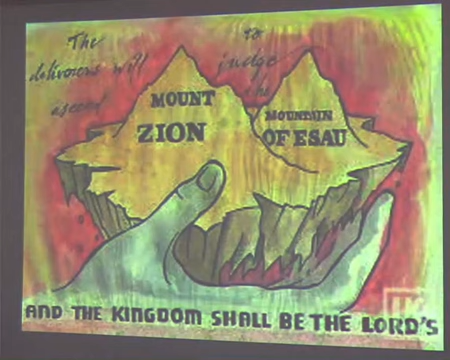 The
deliverers will
ascend
MOUNT
ZION
to
judge
the
MOUNTAIN
OF ESAU
AND THE KINGDOM SHALL BE THE LORD'S